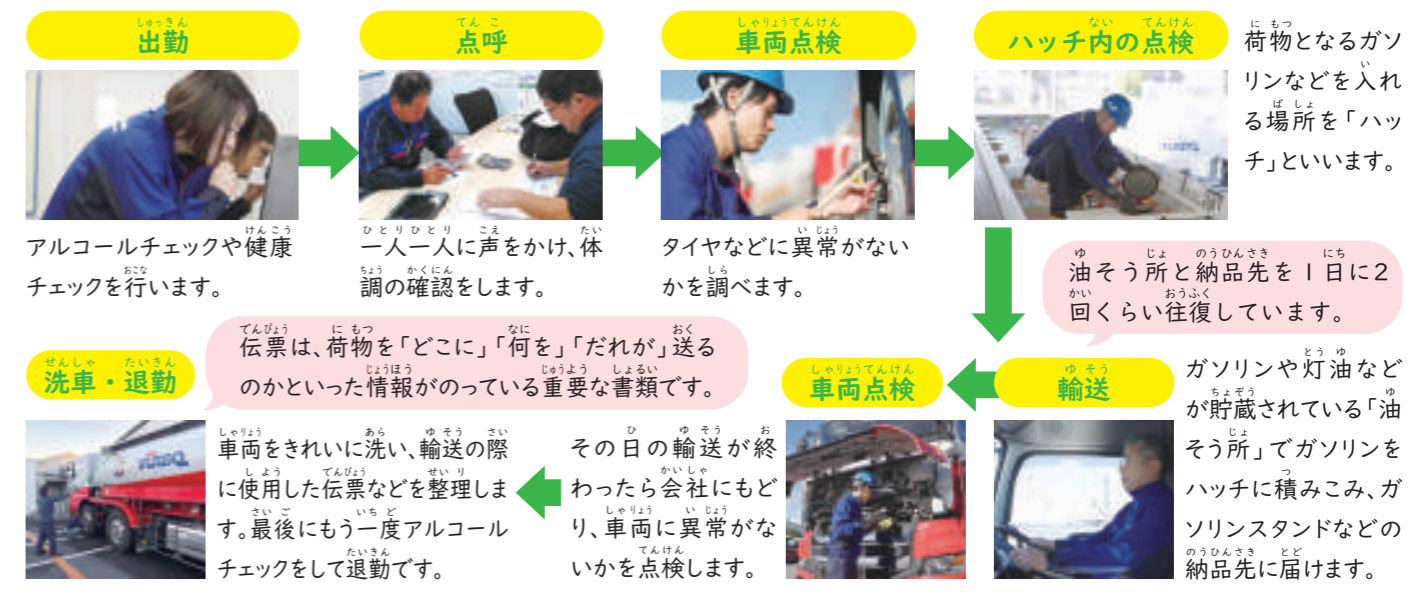 出勤
アルコールチェックや健康
チェックを行います。
点呼
一人一人に声をかけ、体
調の確認をします。
車両点検
タイヤなどに異常がない
かを調べます。
ハッチ内の点検
荷物となるガソ
リンなどを入れ
る場所を「ハッ
チ」といいます。
輸送
ガソリンや灯油など
が貯蔵されている「油
そう所」でガソリンを
ハッチに積みこみ、ガ
ソリンスタンドなどの
納品先に届けます。
油そう所と納品先を1日に2
回くらい往復しています。
車両点検
その日の輸送が終
わったら会社にもど
り、車両に異常がな
いかを点検します。
洗車・退勤
車両をきれいに洗い、輸送の際
に使用した伝票などを整理しま
す。最後にもう一度アルコール
チェックをして退勤です。
伝票は、荷物を「どこに」「何を」「だれが」送る
のかといった情報がのっている重要な書類です。